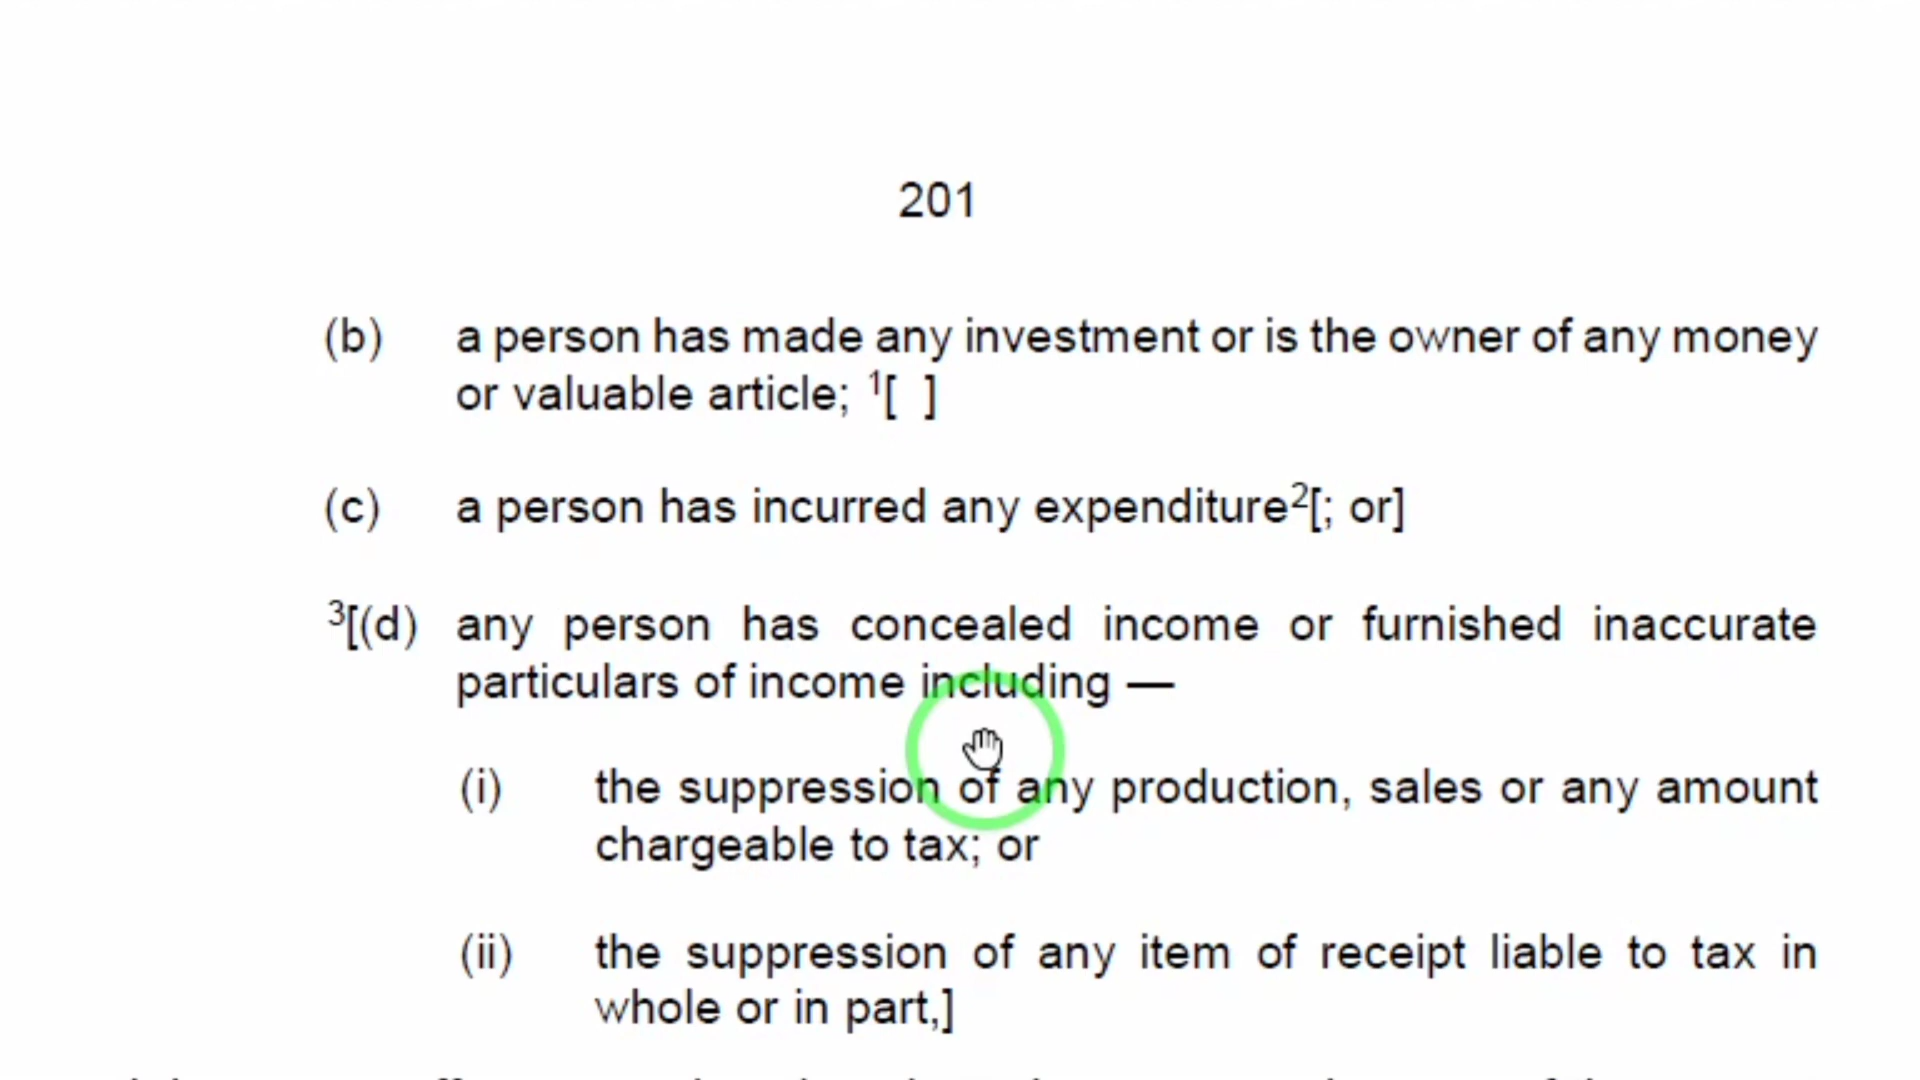 201
(b) a person has made any investment or is the owner of any money
or valuable article; ¹[ ]
(c) a person has incurred any expenditure²[; or]
³[(d) any person has concealed income or furnished inaccurate
particulars of income including —
(i) the suppression of any production, sales or any amount
chargeable to tax; or
(ii) the suppression of any item of receipt liable to tax in
whole or in part,]